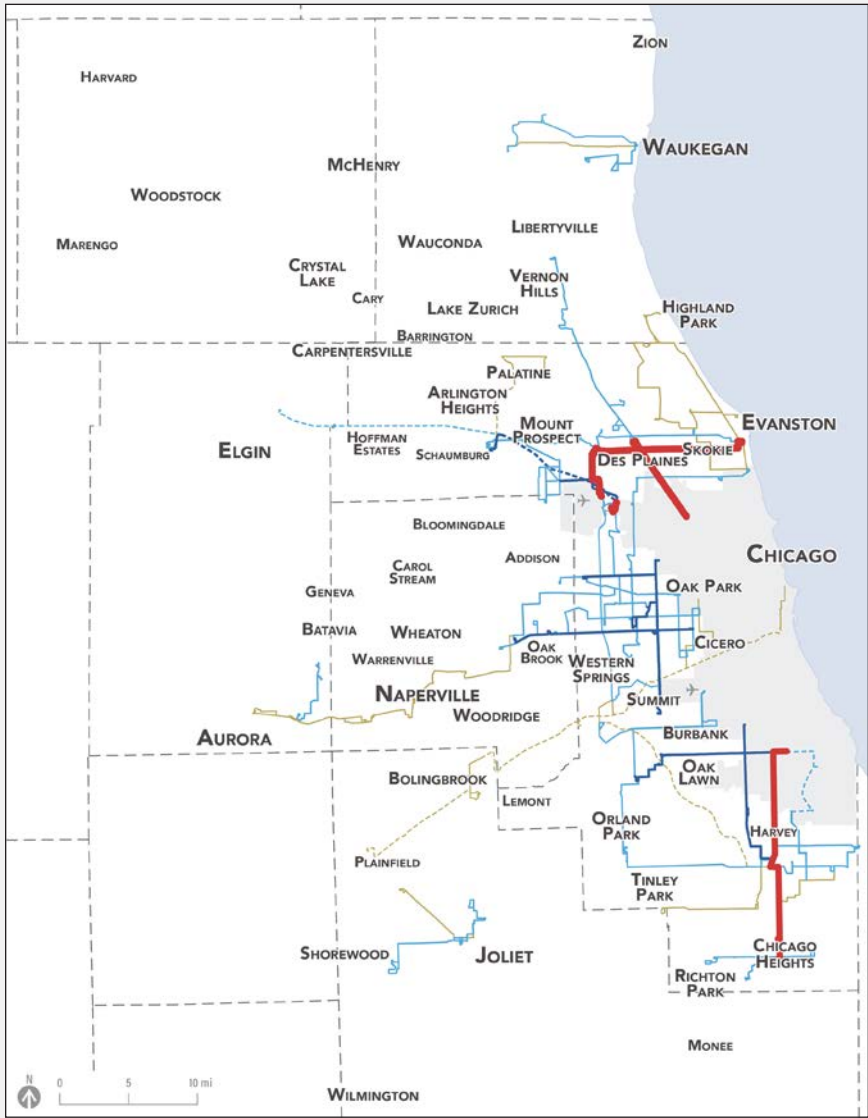 ZION
HARVARD
WAUKEGAN
MCHENRY
WOODSTOCK
LIBERTYVILLE
MARENGO
WAUCONDA
CRYSTAL
LAKE
VERNON
HILLS
CARY
LAKE ZURICH
HIGHLAND
PARK
BARRINGTON
CARPENTERSVILLE
PALATINE
ARLINGTON
HEIGHTS
MOUNT
PROSPECT
EVANSTON
ELGIN
HOFFMAN
ESTATES
SCHAUMBURG
DES PLAINES
SKOKIE
BLOOMINGDALE
CHICAGO
ADDISON
CAROL
STREAM
OAK PARK
GENEVA
BATAVIA
WHEATON
OAK
BROOK
CICERO
WARRENVILLE
WESTERN
SPRINGS
NAPERVILLE
SUMMIT
WOODRIDGE
AURORA
BURBANK
BOLINGBROOK
OAK
LAWN
LEMONT
ORLAND
PARK
HARVEY
PLAINFIELD
TINLEY
PARK
SHOREWOOD
JOLIET
CHICAGO
HEIGHTS
RICHTON
PARK
MONEE
N
0 5 10 mi
WILMINGTON